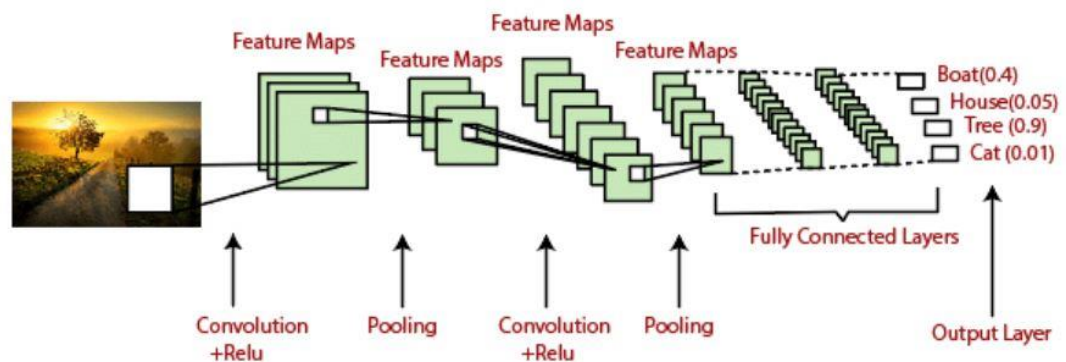 Feature Maps
Feature Maps
Feature Maps
Feature Maps
Boat(0.4)
House(0.05)
Tree (0.9)
Cat (0.01)
Fully Connected Layers
Convolution
+Relu
Pooling
Convolution
+Relu
Pooling
Output Layer